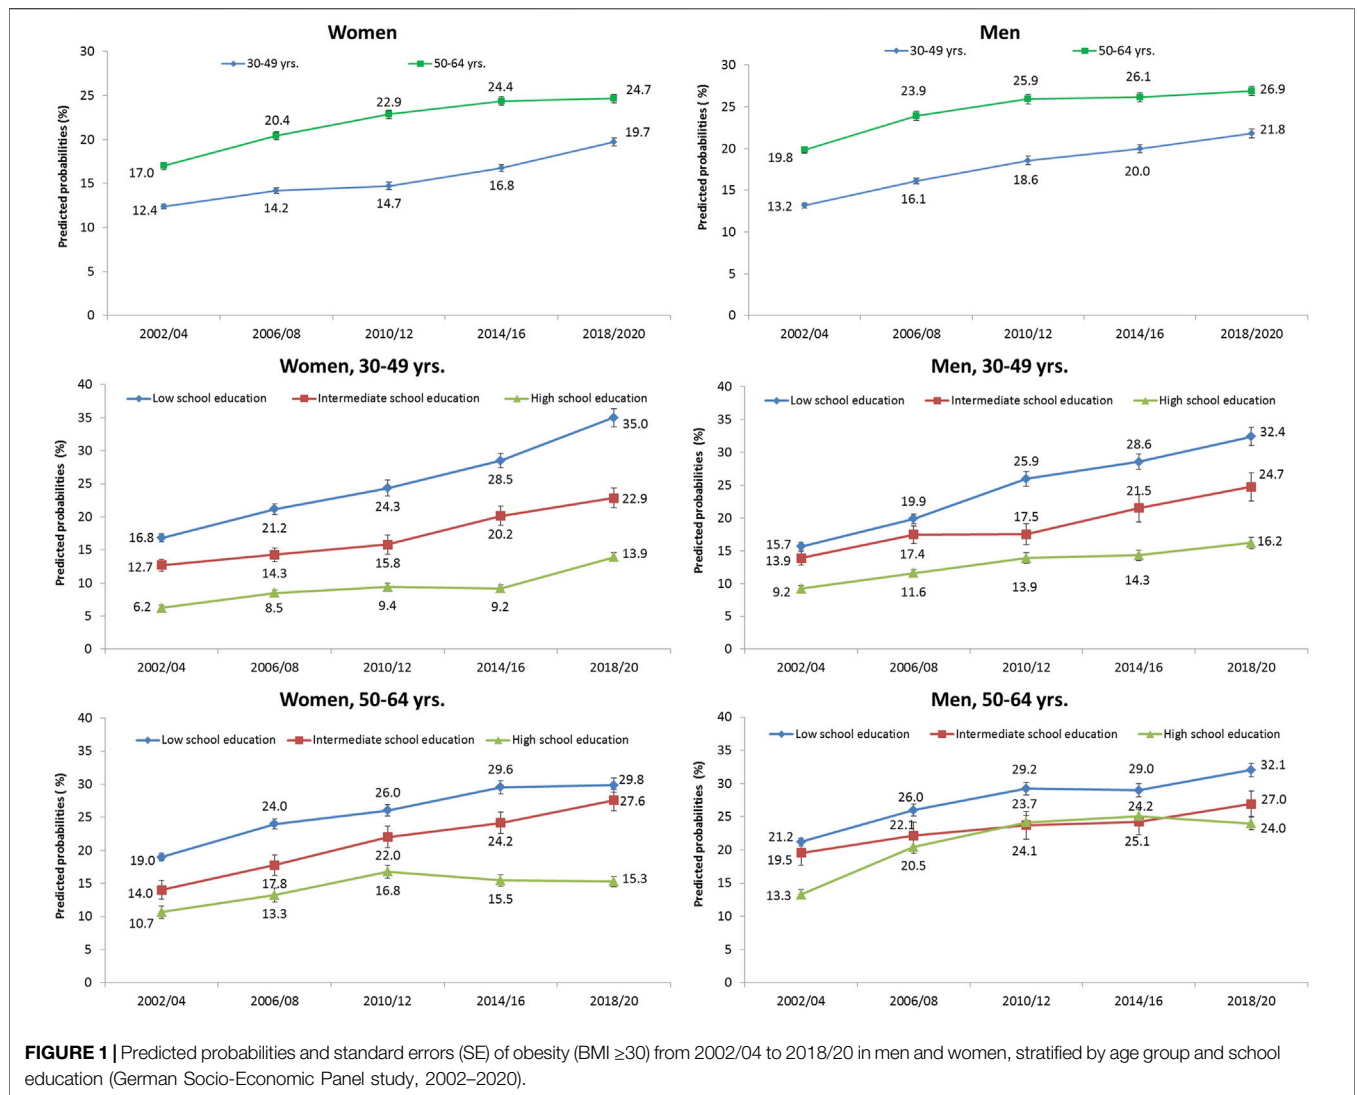 Women
30-49 yrs. 50-64 yrs.
Predicted probabilities (%)
30
25
20
15
10
5
0
17.0 20.4 22.9 24.4 24.7
12.4 14.2 14.7 16.8 19.7
2002/04 2006/08 2010/12 2014/16 2018/2020
Men
30-49 yrs. 50-64 yrs.
Predicted probabilities ( %)
30
25
20
15
10
5
0
19.8 23.9 25.9 26.1 26.9
13.2 16.1 18.6 20.0 21.8
2002/04 2006/08 2010/12 2014/16 2018/2020
Women, 30-49 yrs.
Low school education Intermediate school education High school education
Predicted probabilities (%)
40
35
30
25
20
15
10
5
0
16.8 21.2 24.3 28.5 35.0
12.7 14.3 15.8 20.2 22.9
6.2 8.5 9.4 9.2 13.9
2002/04 2006/08 2010/12 2014/16 2018/20
Men, 30-49 yrs.
Low school education Intermediate school education High school education
Predicted probabilities (%)
40
35
30
25
20
15
10
5
0
15.7 19.9 25.9 28.6 32.4
13.9 17.4 17.5 21.5 24.7
9.2 11.6 13.9 14.3 16.2
2002/04 2006/08 2010/12 2014/16 2018/20
Women, 50-64 yrs.
Low school education Intermediate school education High school education
Predicted probabilities ( %)
40
35
30
25
20
15
10
5
0
19.0 24.0 26.0 29.6 29.8
14.0 17.8 22.0 24.2 27.6
10.7 13.3 16.8 15.5 15.3
2002/04 2006/08 2010/12 2014/16 2018/20
Men, 50-64 yrs.
Low school education Intermediate school education High school education
Predicted probabilities (%)
40
35
30
25
20
15
10
5
0
21.2 26.0 29.2 29.0 32.1
19.5 22.1 23.7 24.2 27.0
13.3 20.5 24.1 25.1 24.0
2002/04 2006/08 2010/12 2014/16 2018/20
FIGURE 1 | Predicted probabilities and standard errors (SE) of obesity (BMI ≥30) from 2002/04 to 2018/20 in men and women, stratified by age group and school
education (German Socio-Economic Panel study, 2002–2020).